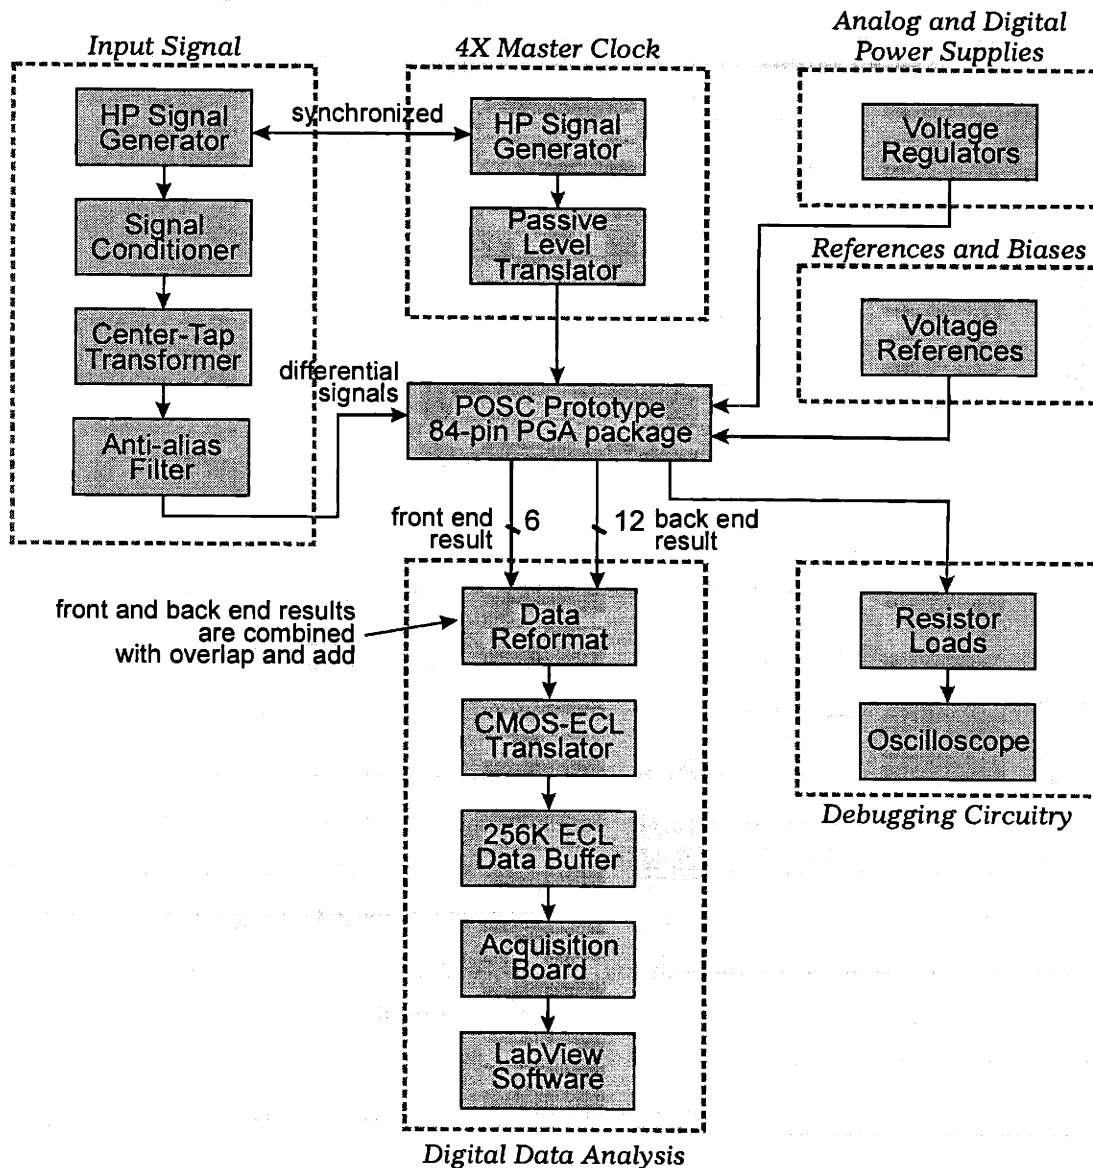 Input Signal
HP Signal
Generator
Signal
Conditioner
Center-Tap
Transformer
Anti-alias
Filter
synchronized
4X Master Clock
HP Signal
Generator
Passive
Level
Translator
Analog and Digital
Power Supplies
Voltage
Regulators
References and Biases
Voltage
References
differential
signals
POSC Prototype
84-pin PGA package
front end
result
6
12
back end
result
front and back end results
are combined
with overlap and add
Data
Reformat
CMOS-ECL
Translator
256K ECL
Data Buffer
Acquisition
Board
LabView
Software
Digital Data Analysis
Resistor
Loads
Oscilloscope
Debugging Circuitry